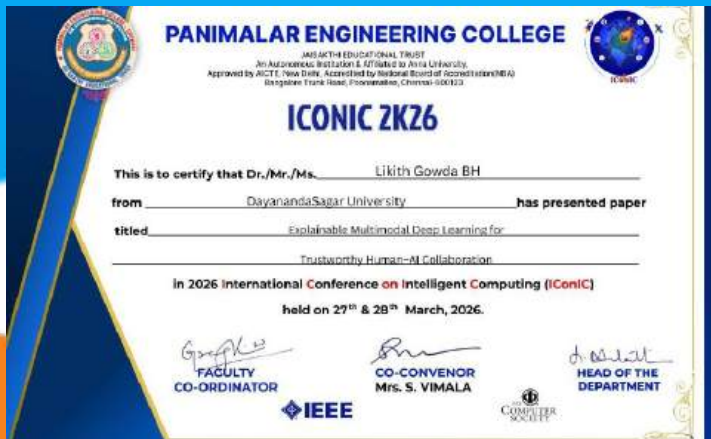 PANIMALAR ENGINEERING COLLEGE
JAISAKTHI EDUCATIONAL TRUST
An Autonomous Institution & Affiliated to Anna University,
Approved by AICTE, New Delhi, Accredited by National Board of Accreditation(NBA)
Bangalore Trunk Road, Poonamallee, Chennai-600123
ICONIC
ICONIC 2K26
This is to certify that Dr./Mr./Ms. Likith Gowda BH
from DayanandaSagar University has presented paper
titled Explainable Multimodal Deep Learning for
Trustworthy Human-AI Collaboration
in 2026 International Conference on Intelligent Computing (IConIC)
held on 27th & 28th March, 2026.
FACULTY
CO-ORDINATOR
CO-CONVENOR
Mrs. S. VIMALA
HEAD OF THE
DEPARTMENT
IEEE
COMPUTER
SOCIETY